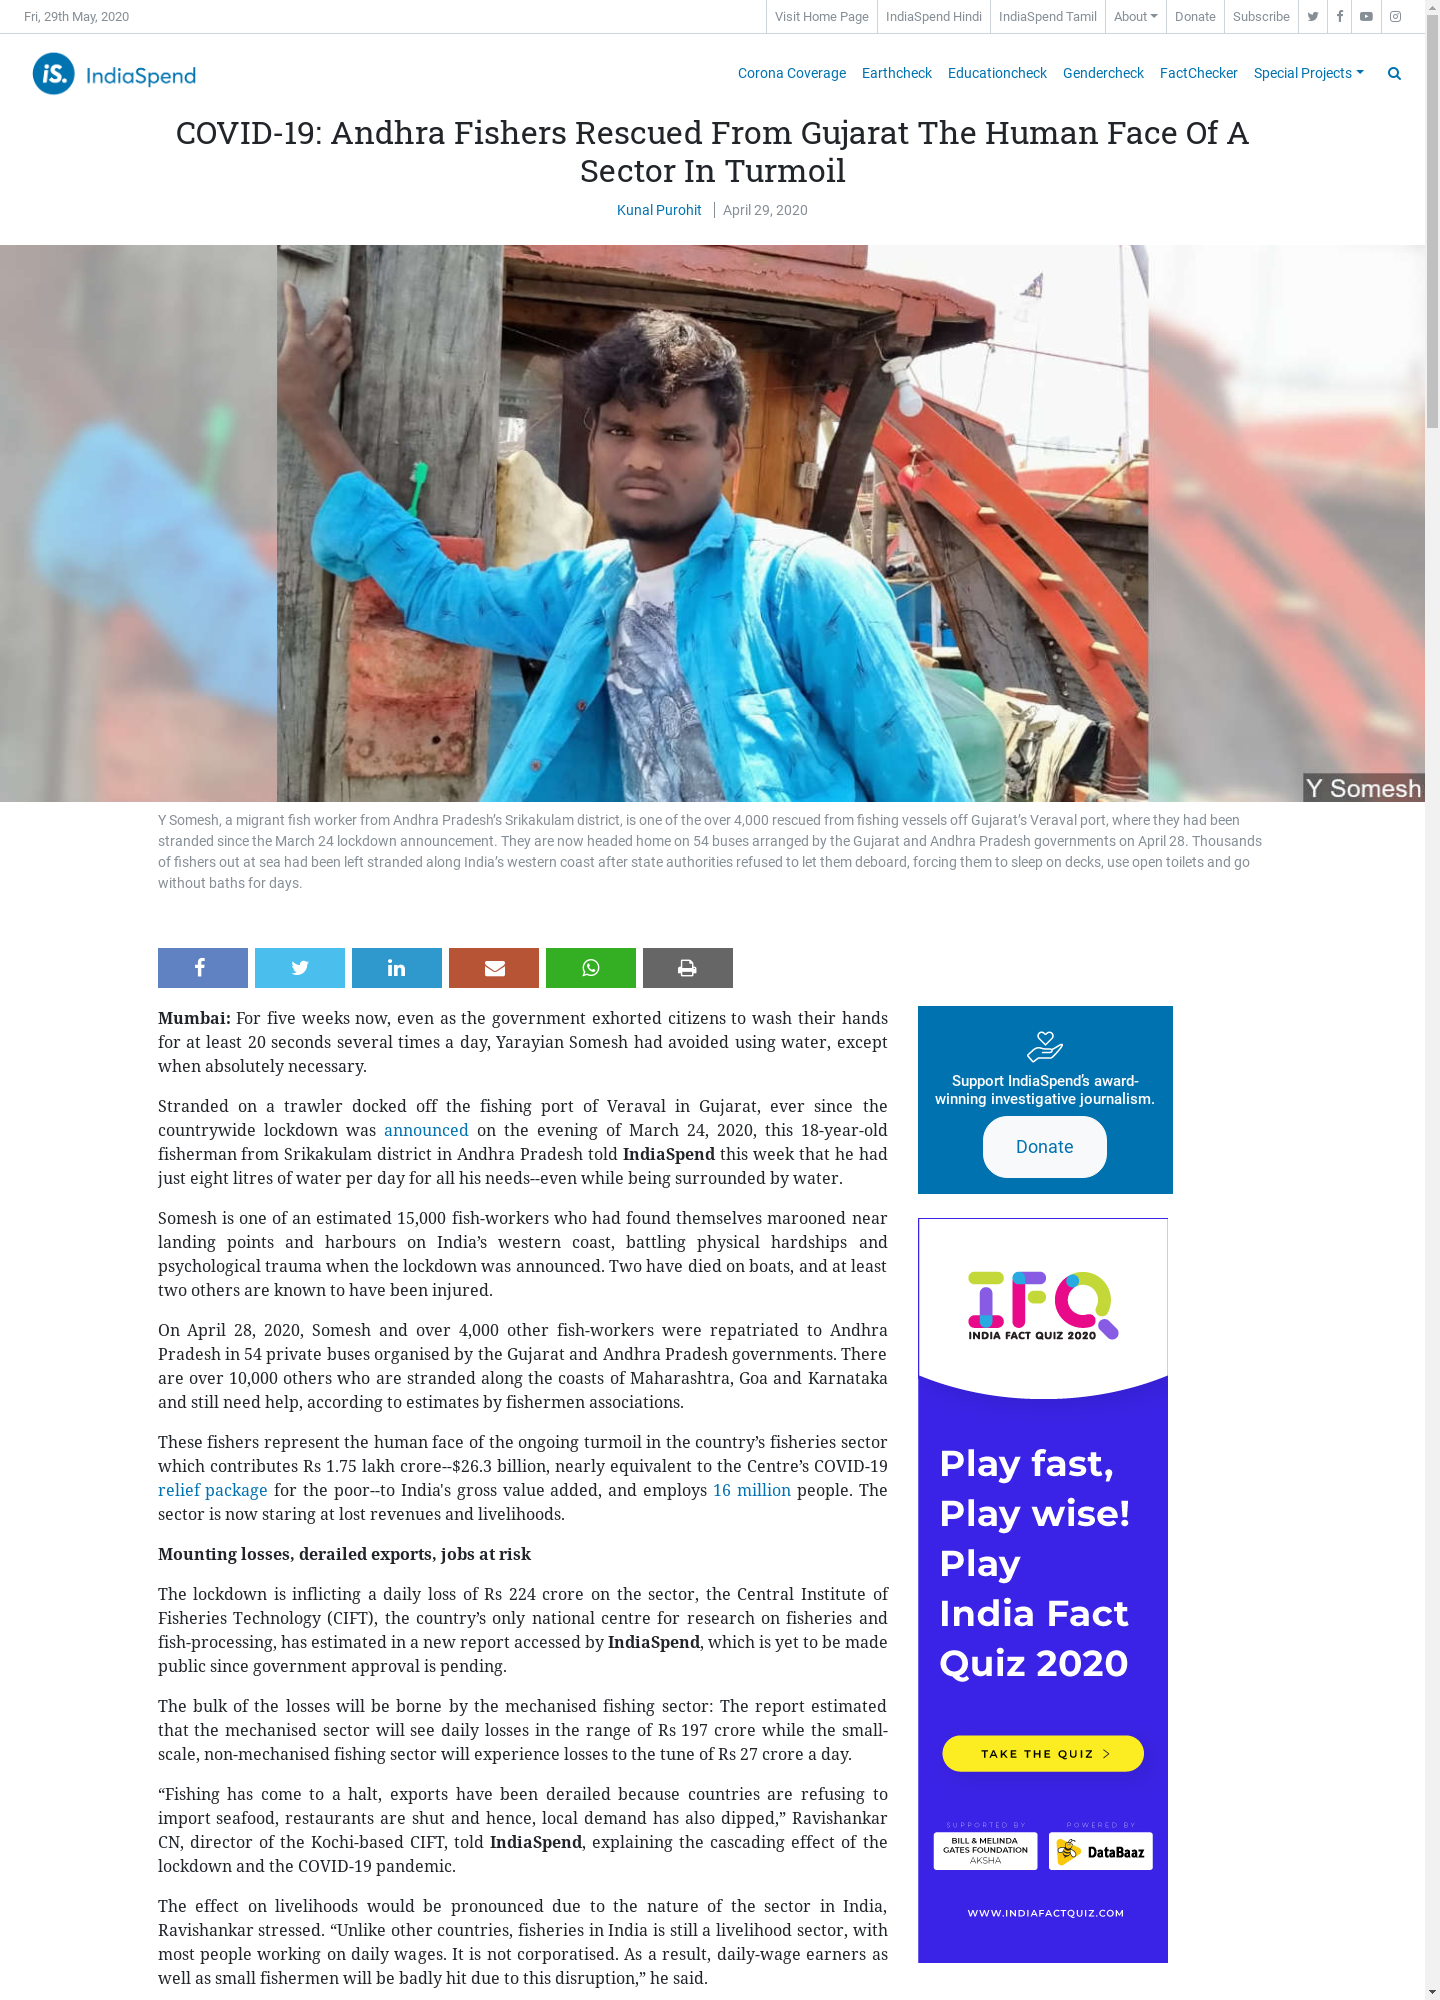 Fri, 29th May, 2020
Visit Home Page
IndiaSpend Hindi
IndiaSpend Tamil
About
Donate
Subscribe
iS. IndiaSpend
Corona Coverage
Earthcheck
Educationcheck
Gendercheck
FactChecker
Special Projects
COVID-19: Andhra Fishers Rescued From Gujarat The Human Face Of A
Sector In Turmoil
Kunal Purohit
April 29, 2020
Y Somesh
Y Somesh, a migrant fish worker from Andhra Pradesh’s Srikakulam district, is one of the over 4,000 rescued from fishing vessels off Gujarat’s Veraval port, where they had been
stranded since the March 24 lockdown announcement. They are now headed home on 54 buses arranged by the Gujarat and Andhra Pradesh governments on April 28. Thousands
of fishers out at sea had been left stranded along India’s western coast after state authorities refused to let them deboard, forcing them to sleep on decks, use open toilets and go
without baths for days.
Mumbai: For five weeks now, even as the government exhorted citizens to wash their hands
for at least 20 seconds several times a day, Yarayian Somesh had avoided using water, except
when absolutely necessary.
Stranded on a trawler docked off the fishing port of Veraval in Gujarat, ever since the
countrywide lockdown was announced on the evening of March 24, 2020, this 18-year-old
fisherman from Srikakulam district in Andhra Pradesh told IndiaSpend this week that he had
just eight litres of water per day for all his needs--even while being surrounded by water.
Somesh is one of an estimated 15,000 fish-workers who had found themselves marooned near
landing points and harbours on India’s western coast, battling physical hardships and
psychological trauma when the lockdown was announced. Two have died on boats, and at least
two others are known to have been injured.
On April 28, 2020, Somesh and over 4,000 other fish-workers were repatriated to Andhra
Pradesh in 54 private buses organised by the Gujarat and Andhra Pradesh governments. There
are over 10,000 others who are stranded along the coasts of Maharashtra, Goa and Karnataka
and still need help, according to estimates by fishermen associations.
These fishers represent the human face of the ongoing turmoil in the country’s fisheries sector
which contributes Rs 1.75 lakh crore--$26.3 billion, nearly equivalent to the Centre’s COVID-19
relief package for the poor--to India's gross value added, and employs 16 million people. The
sector is now staring at lost revenues and livelihoods.
Mounting losses, derailed exports, jobs at risk
The lockdown is inflicting a daily loss of Rs 224 crore on the sector, the Central Institute of
Fisheries Technology (CIFT), the country’s only national centre for research on fisheries and
fish-processing, has estimated in a new report accessed by IndiaSpend, which is yet to be made
public since government approval is pending.
The bulk of the losses will be borne by the mechanised fishing sector: The report estimated
that the mechanised sector will see daily losses in the range of Rs 197 crore while the small-
scale, non-mechanised fishing sector will experience losses to the tune of Rs 27 crore a day.
“Fishing has come to a halt, exports have been derailed because countries are refusing to
import seafood, restaurants are shut and hence, local demand has also dipped,” Ravishankar
CN, director of the Kochi-based CIFT, told IndiaSpend, explaining the cascading effect of the
lockdown and the COVID-19 pandemic.
The effect on livelihoods would be pronounced due to the nature of the sector in India,
Ravishankar stressed. “Unlike other countries, fisheries in India is still a livelihood sector, with
most people working on daily wages. It is not corporatised. As a result, daily-wage earners as
well as small fishermen will be badly hit due to this disruption,” he said.
Support IndiaSpend’s award-
winning investigative journalism.
Donate
IFQ
INDIA FACT QUIZ 2020
Play fast,
Play wise!
Play
India Fact
Quiz 2020
TAKE THE QUIZ
SUPPORTED BY
POWERED BY
BILL & MELINDA
GATES FOUNDATION
AKSHA
DataBaaz
WWW.INDIAFACTQUIZ.COM